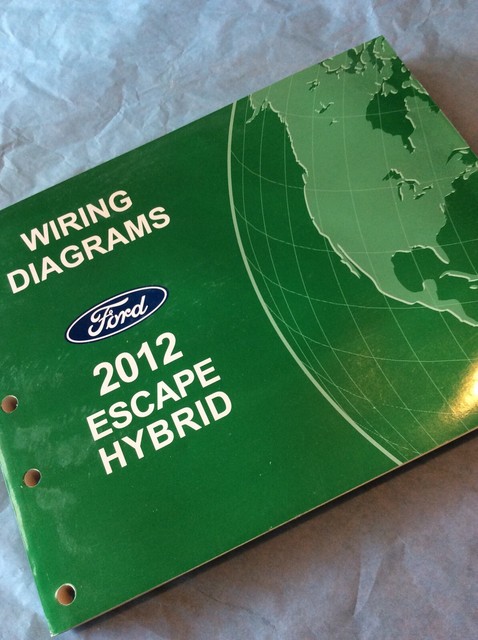 WIRING
DIAGRAMS
Ford
2012
ESCAPE
HYBRID